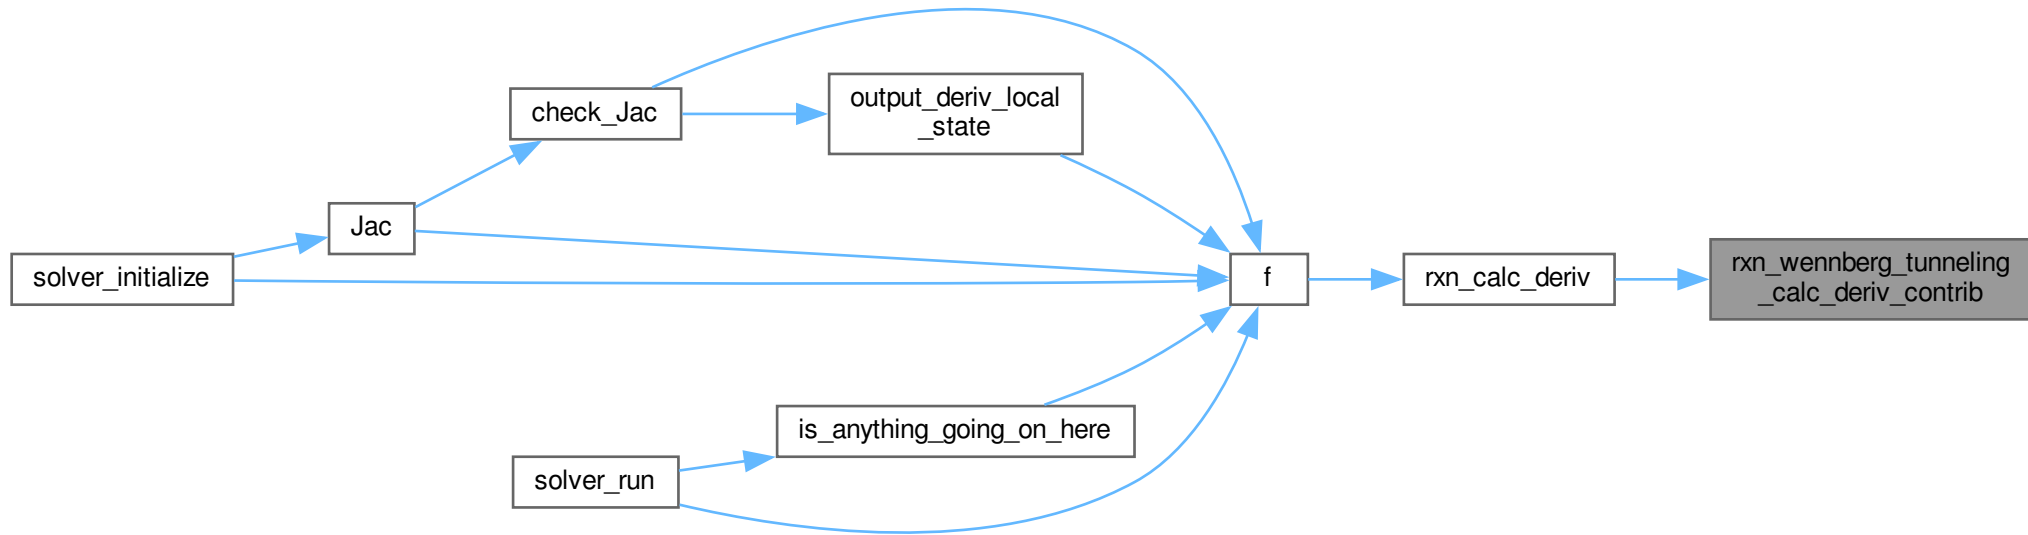 check_Jac
output_deriv_local
_state
Jac
solver_initialize
f
rxn_calc_deriv
rxn_wennberg_tunneling
_calc_deriv_contrib
is_anything_going_on_here
solver_run